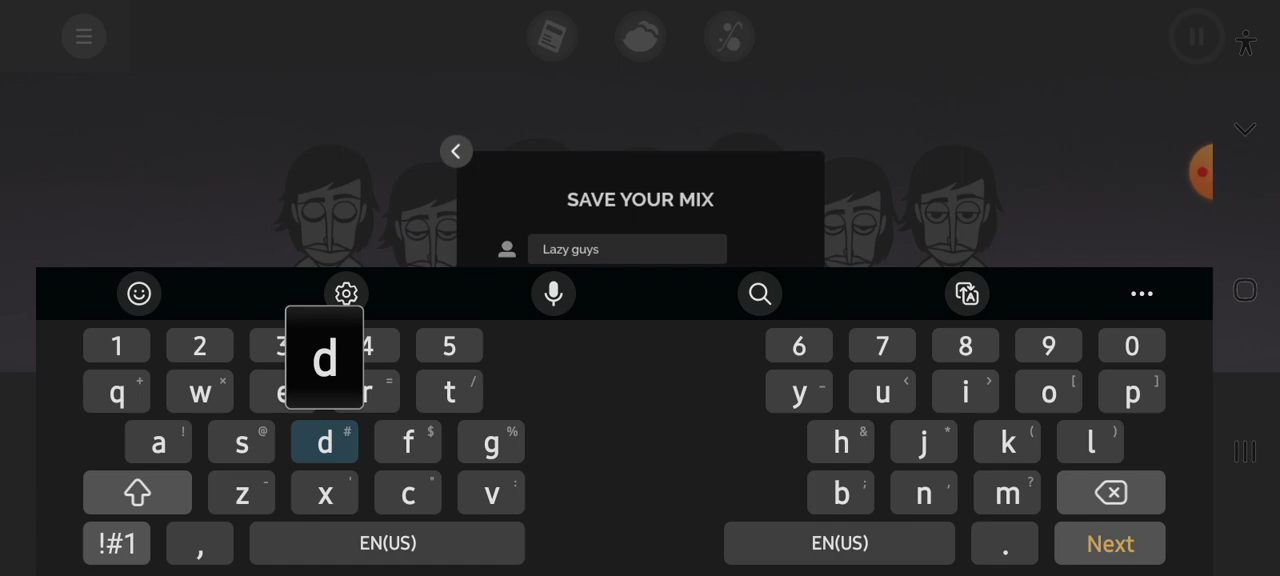 SAVE YOUR MIX
Lazy guys
d
1 2 3 4 5 6 7 8 9 0
q + w × e r = t / y - u < i > o [ p ]
a ! s @ d # f $ g % h & j * k ( l )
z - x ' c " v : b ; n , m ?
!#1 , EN(US) EN(US) . Next